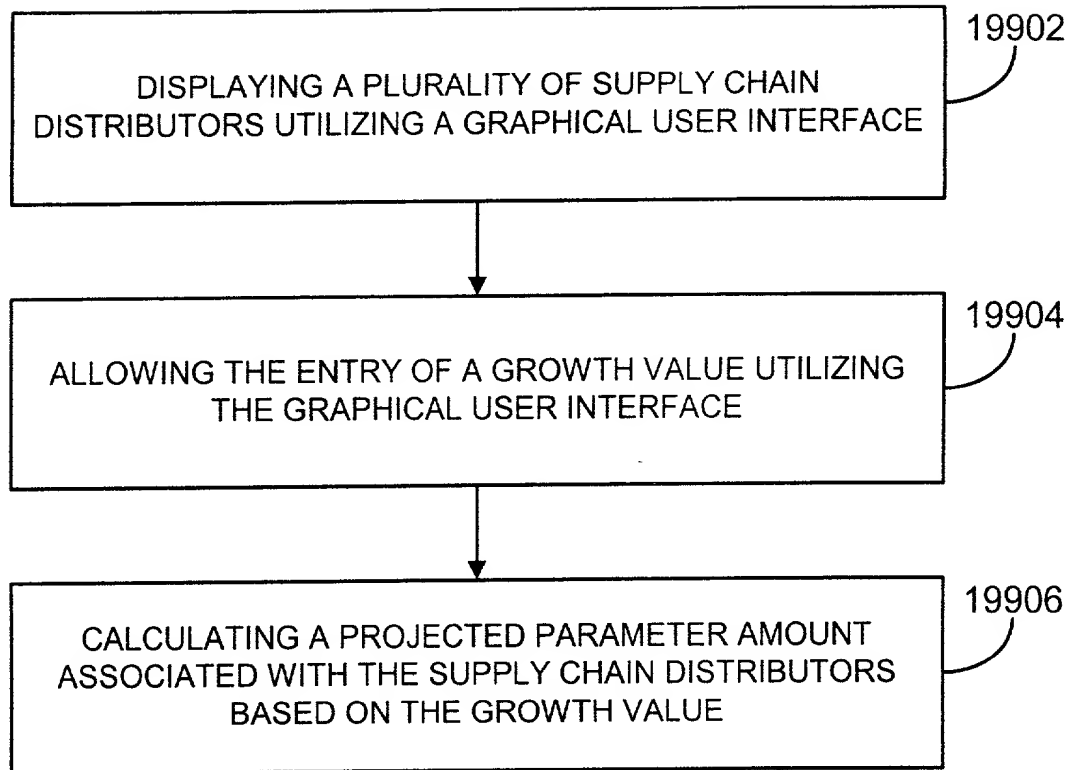 19902
DISPLAYING A PLURALITY OF SUPPLY CHAIN
DISTRIBUTORS UTILIZING A GRAPHICAL USER INTERFACE
19904
ALLOWING THE ENTRY OF A GROWTH VALUE UTILIZING
THE GRAPHICAL USER INTERFACE
19906
CALCULATING A PROJECTED PARAMETER AMOUNT
ASSOCIATED WITH THE SUPPLY CHAIN DISTRIBUTORS
BASED ON THE GROWTH VALUE